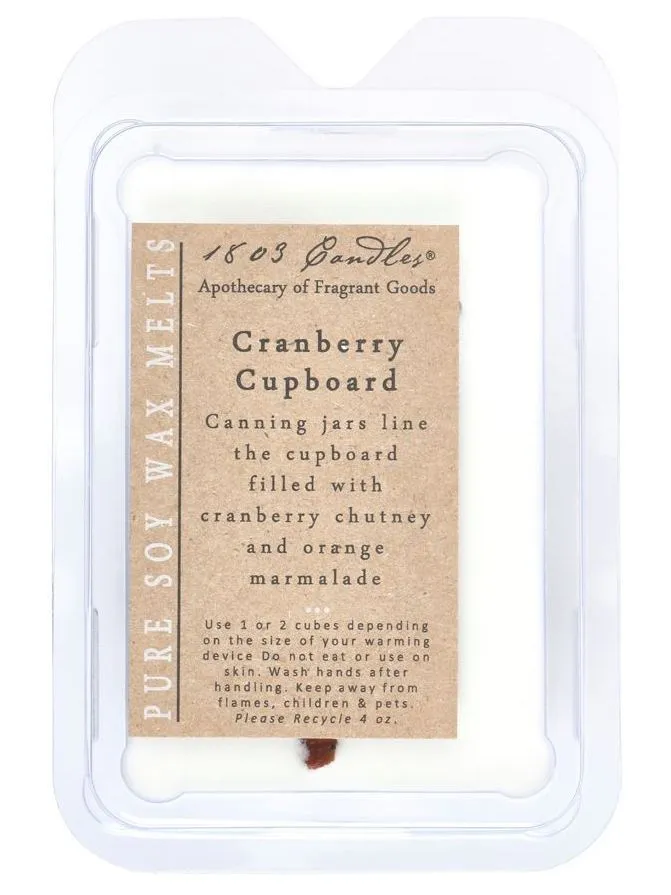 1803 Candles®
Apothecary of Fragrant Goods
Cranberry
Cupboard
Canning jars line
the cupboard
filled with
cranberry chutney
and orange
marmalade
Use 1 or 2 cubes depending
on the size of your warming
device Do not eat or use on
skin. Wash hands after
handling. Keep away from
flames, children & pets.
Please Recycle 4 oz.
PURE SOY WAX MELTS